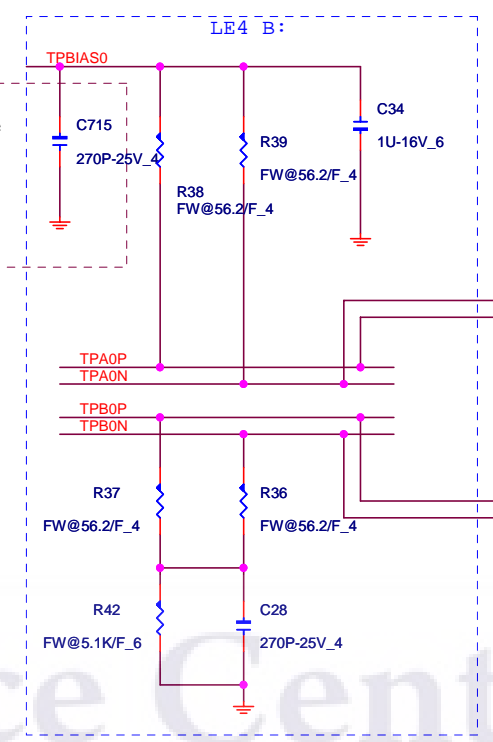 LE4 B:
TPBIAS0
C715
270P-25V_4
R38
FW@56.2/F_4
R39
FW@56.2/F_4
C34
1U-16V_6
TPA0P
TPA0N
TPB0P
TPB0N
R37
FW@56.2/F_4
R36
FW@56.2/F_4
R42
FW@5.1K/F_6
C28
270P-25V_4
ce Cent